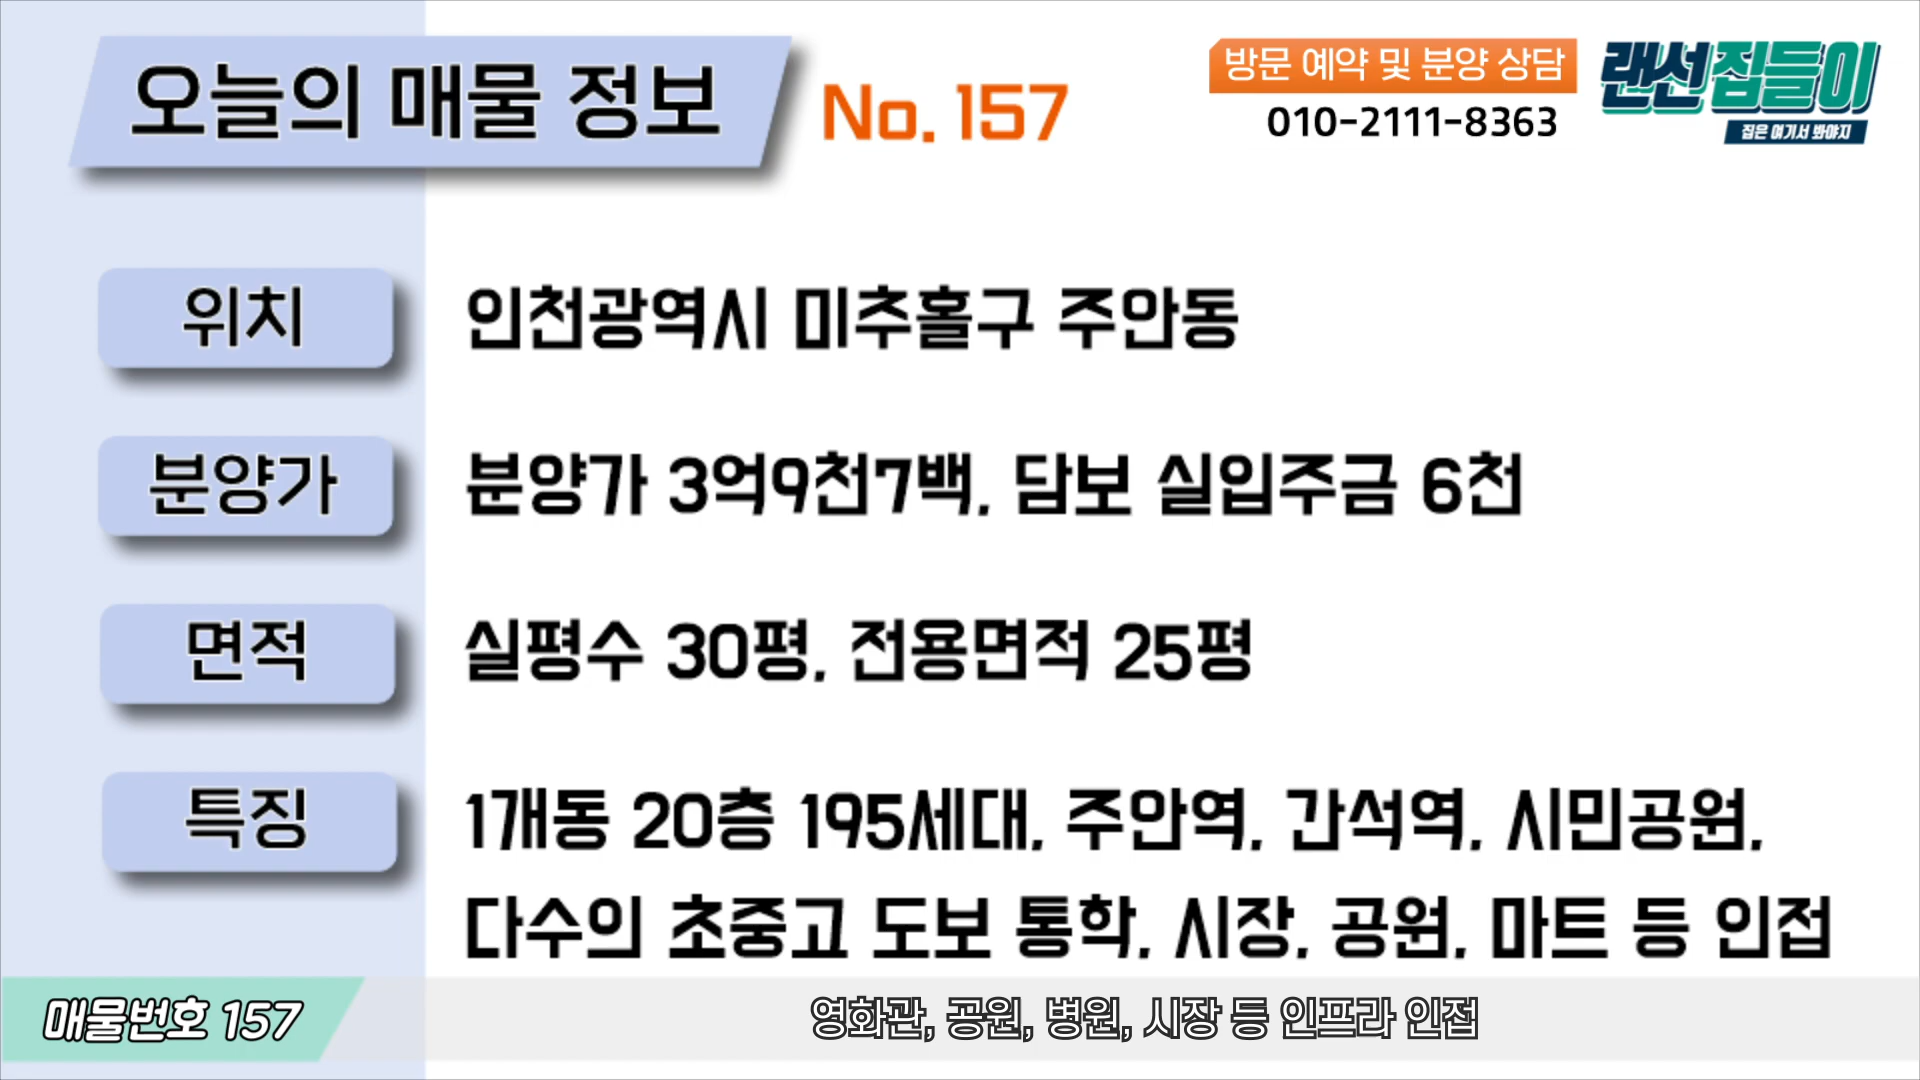 오늘의 매물 정보
No. 157
방문 예약 및 분양 상담
010-2111-8363
랜선집들이
집은 여기서 봐야지
위치
인천광역시 미추홀구 주안동
분양가
분양가 3억9천7백, 담보 실입주금 6천
면적
실평수 30평, 전용면적 25평
특징
1개동 20층 195세대, 주안역, 간석역, 시민공원,
다수의 초중고 도보 통학, 시장, 공원, 마트 등 인접
매물번호 157
영화관, 공원, 병원, 시장 등 인프라 인접